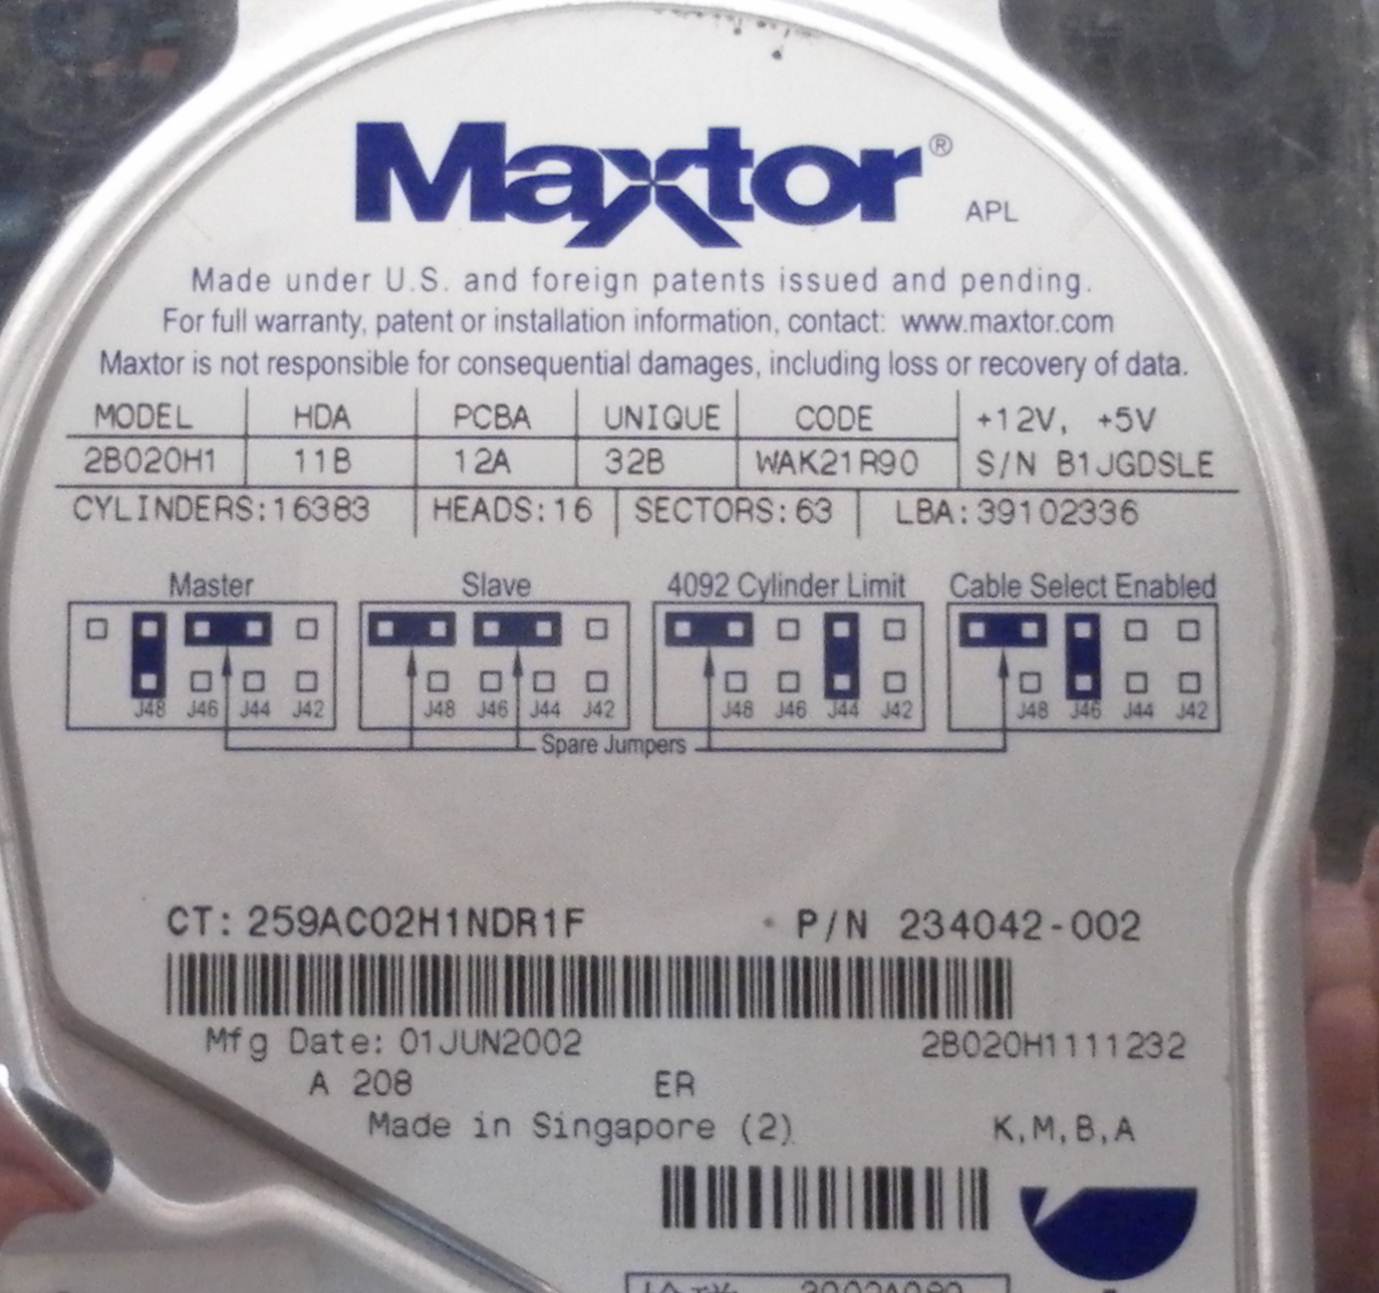 Maxtor®
APL
Made under U.S. and foreign patents issued and pending.
For full warranty, patent or installation information, contact: www.maxtor.com
Maxtor is not responsible for consequential damages, including loss or recovery of data.
MODEL HDA PCBA UNIQUE CODE +12V, +5V
2B020H1 11B 12A 32B WAK21R90 S/N B1JGDSLE
CYLINDERS:16383 HEADS:16 SECTORS:63 LBA:39102336
Master Slave 4092 Cylinder Limit Cable Select Enabled
J48 J46 J44 J42 J48 J46 J44 J42 J48 J46 J44 J42 J48 J46 J44 J42
Spare Jumpers
CT: 259AC02H1NDR1F P/N 234042-002
Mfg Date: 01JUN2002 2B020H1111232
A 208 ER
Made in Singapore (2) K,M,B,A